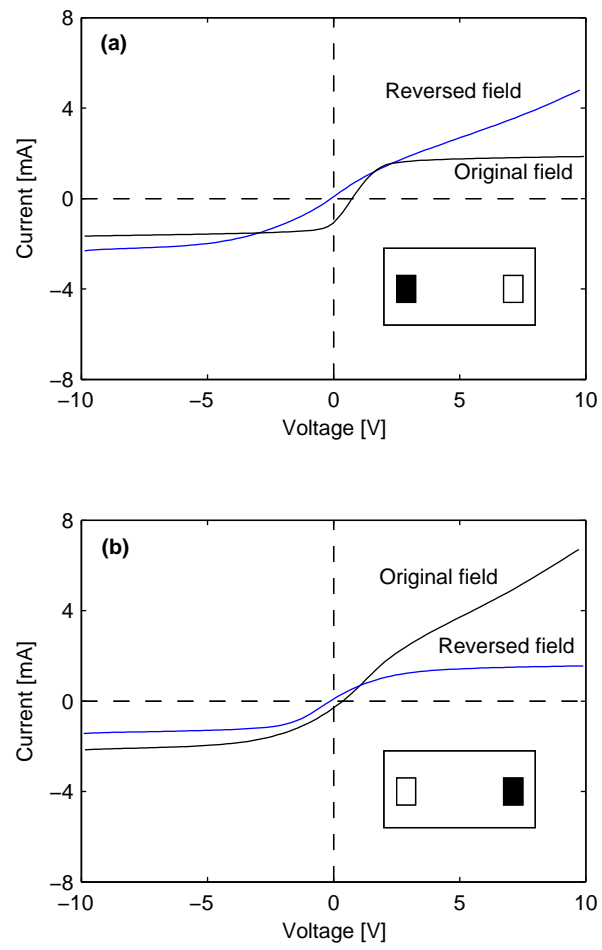 8
(a)
Reversed field
4
Original field
0
Current [mA]
−4
−8
−10
−5
0
5
10
Voltage [V]
8
(b)
Original field
4
Reversed field
0
Current [mA]
−4
−8
−10
−5
0
5
10
Voltage [V]